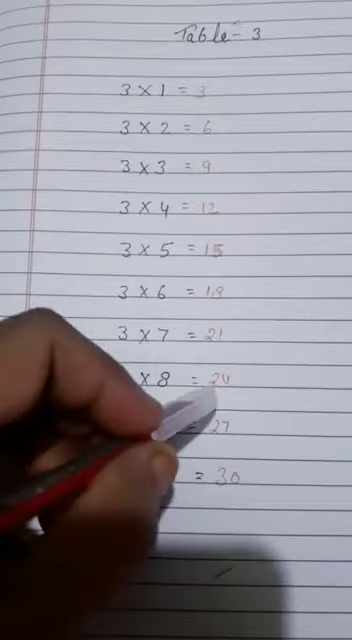 Table - 3
3 × 1 = 3
3 × 2 = 6
3 × 3 = 9
3 × 4 = 12
3 × 5 = 15
3 × 6 = 18
3 × 7 = 21
× 8 = 24
= 27
= 30